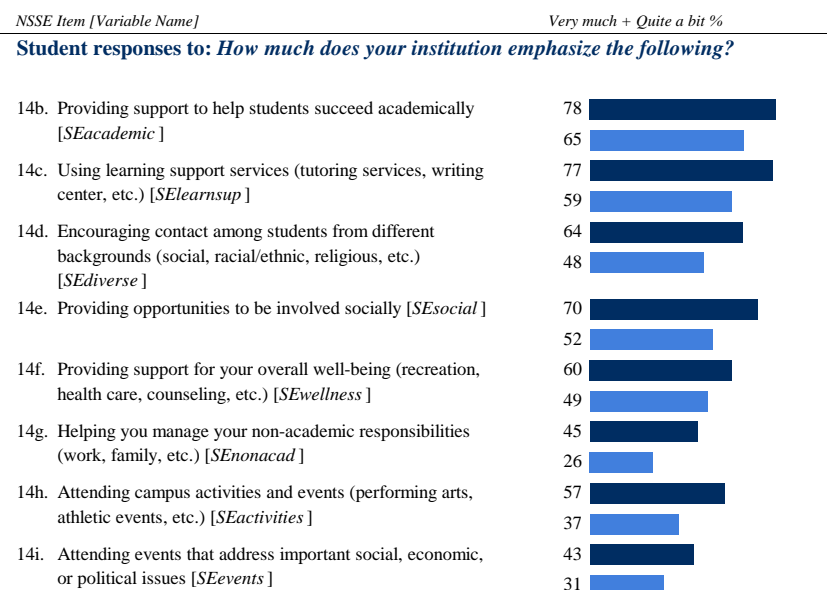 NSSE Item [Variable Name] Very much + Quite a bit %
Student responses to: How much does your institution emphasize the following?
14b. Providing support to help students succeed academically 78
[SEacademic ] 65
14c. Using learning support services (tutoring services, writing 77
center, etc.) [SElearnsup ] 59
14d. Encouraging contact among students from different 64
backgrounds (social, racial/ethnic, religious, etc.) 48
[SEdiverse ]
14e. Providing opportunities to be involved socially [SEsocial ] 70
52
14f. Providing support for your overall well-being (recreation, 60
health care, counseling, etc.) [SEwellness ] 49
14g. Helping you manage your non-academic responsibilities 45
(work, family, etc.) [SEnonacad ] 26
14h. Attending campus activities and events (performing arts, 57
athletic events, etc.) [SEactivities ] 37
14i. Attending events that address important social, economic, 43
or political issues [SEevents ] 31